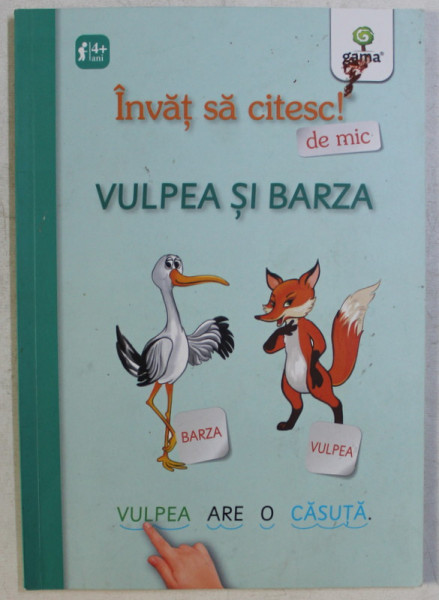 4+
ani
gama®
Învăț să citesc!
de mic
VULPEA ȘI BARZA
BARZA
VULPEA
VULPEA ARE O CĂSUȚĂ.